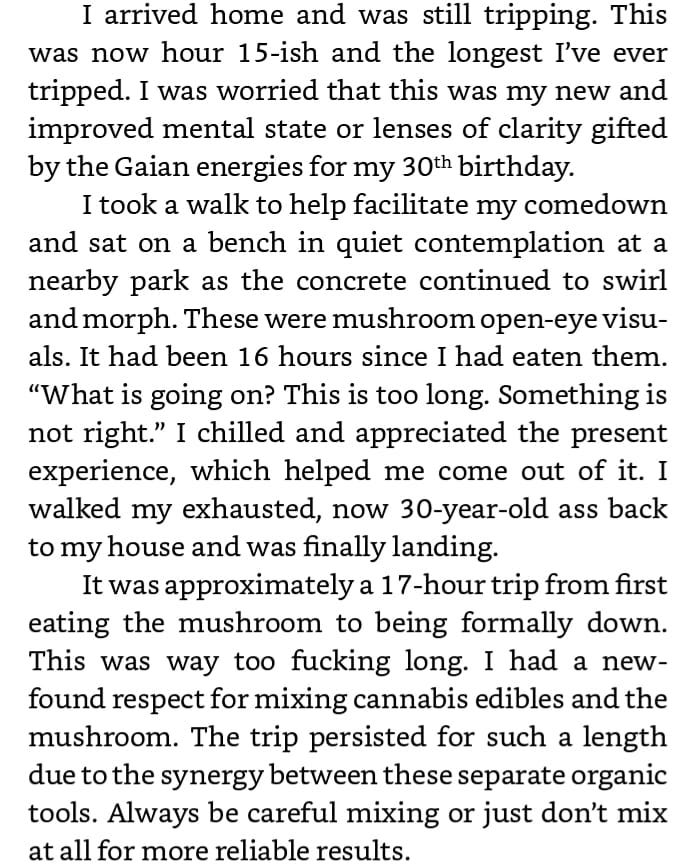 I arrived home and was still tripping. This
was now hour 15-ish and the longest I’ve ever
tripped. I was worried that this was my new and
improved mental state or lenses of clarity gifted
by the Gaian energies for my 30th birthday.
I took a walk to help facilitate my comedown
and sat on a bench in quiet contemplation at a
nearby park as the concrete continued to swirl
and morph. These were mushroom open-eye visu-
als. It had been 16 hours since I had eaten them.
“What is going on? This is too long. Something is
not right.” I chilled and appreciated the present
experience, which helped me come out of it. I
walked my exhausted, now 30-year-old ass back
to my house and was finally landing.
It was approximately a 17-hour trip from first
eating the mushroom to being formally down.
This was way too fucking long. I had a new-
found respect for mixing cannabis edibles and the
mushroom. The trip persisted for such a length
due to the synergy between these separate organic
tools. Always be careful mixing or just don’t mix
at all for more reliable results.